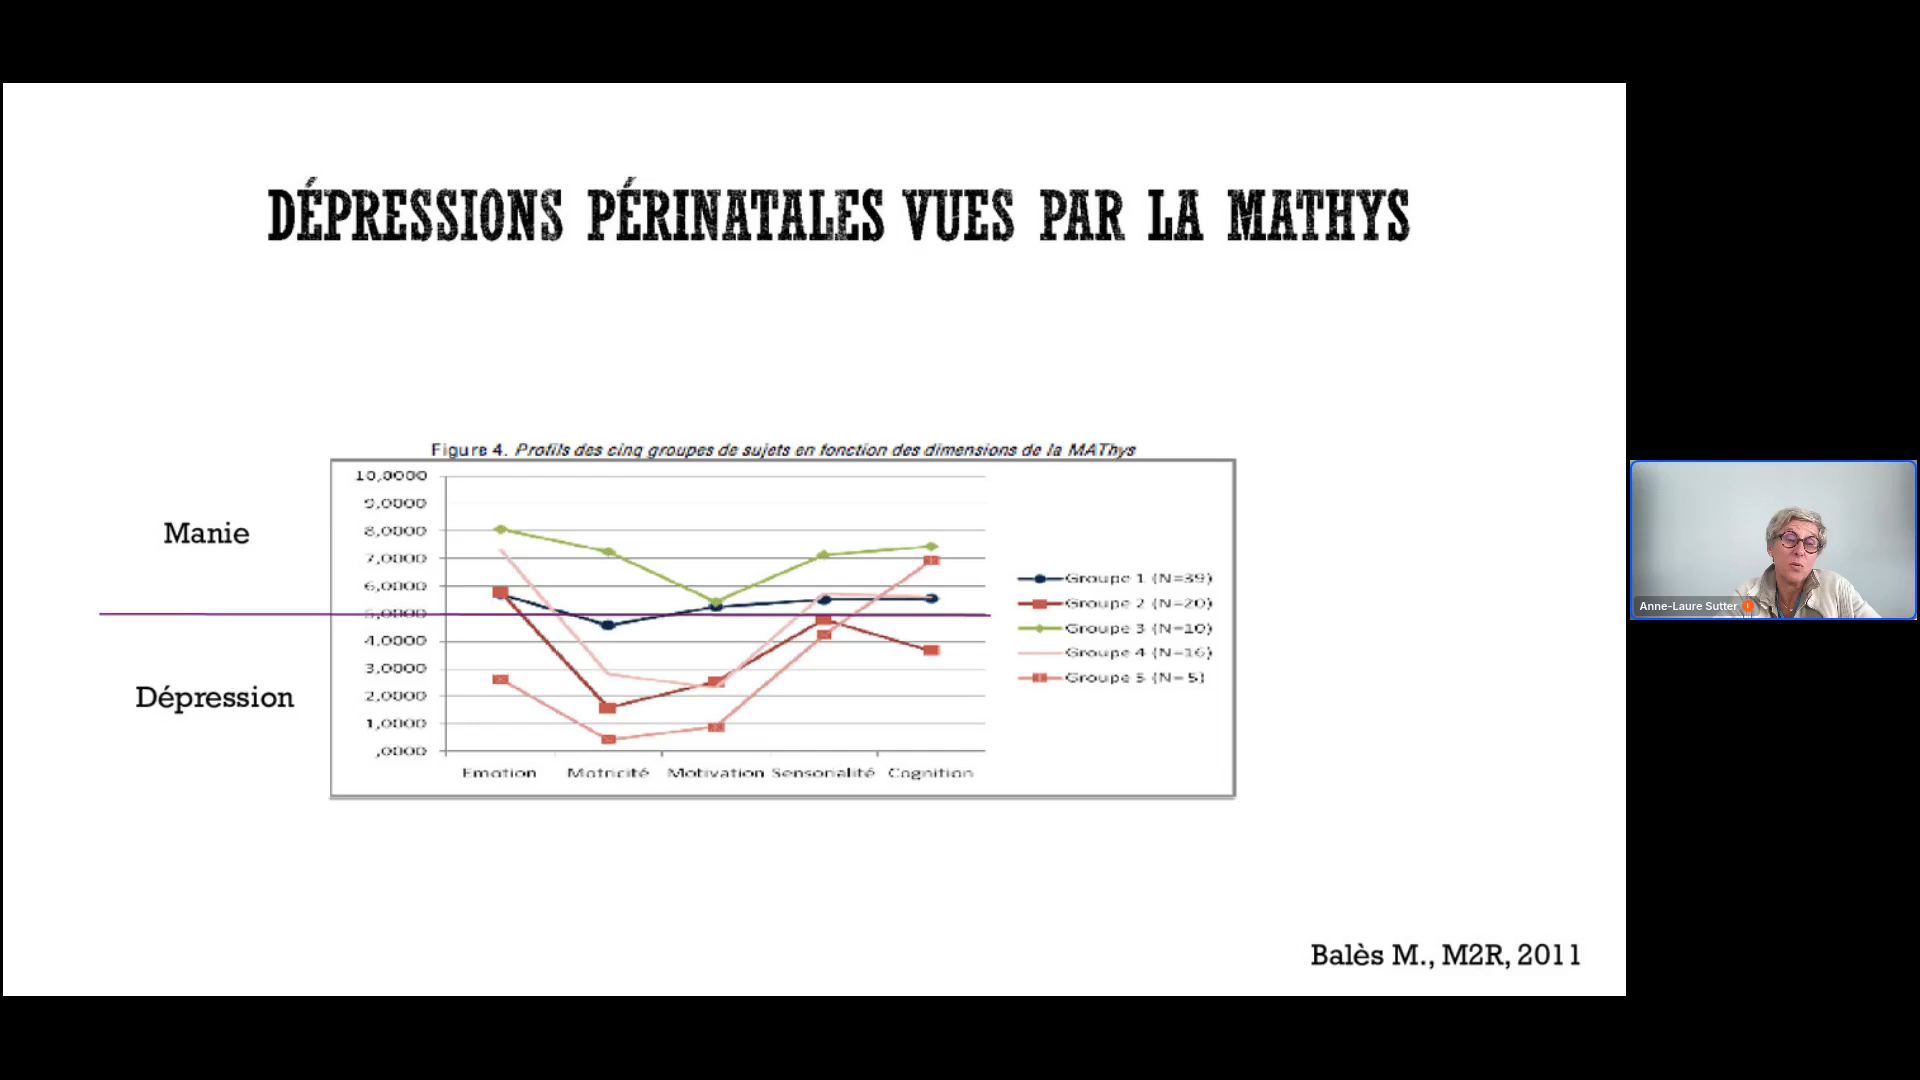 DÉPRESSIONS PÉRINATALES VUES PAR LA MATHYS
Figure 4. Profils des cinq groupes de sujets en fonction des dimensions de la MAThys
10,0000
9,0000
8,0000
7,0000
6,0000
5,0000
4,0000
3,0000
2,0000
1,0000
,0000
Manie
Dépression
Emotion Motricité Motivation Sensorialité Cognition
Groupe 1 (N=39)
Groupe 2 (N=20)
Groupe 3 (N=10)
Groupe 4 (N=16)
Groupe 5 (N= 5)
Anne-Laure Sutter
Balès M., M2R, 2011